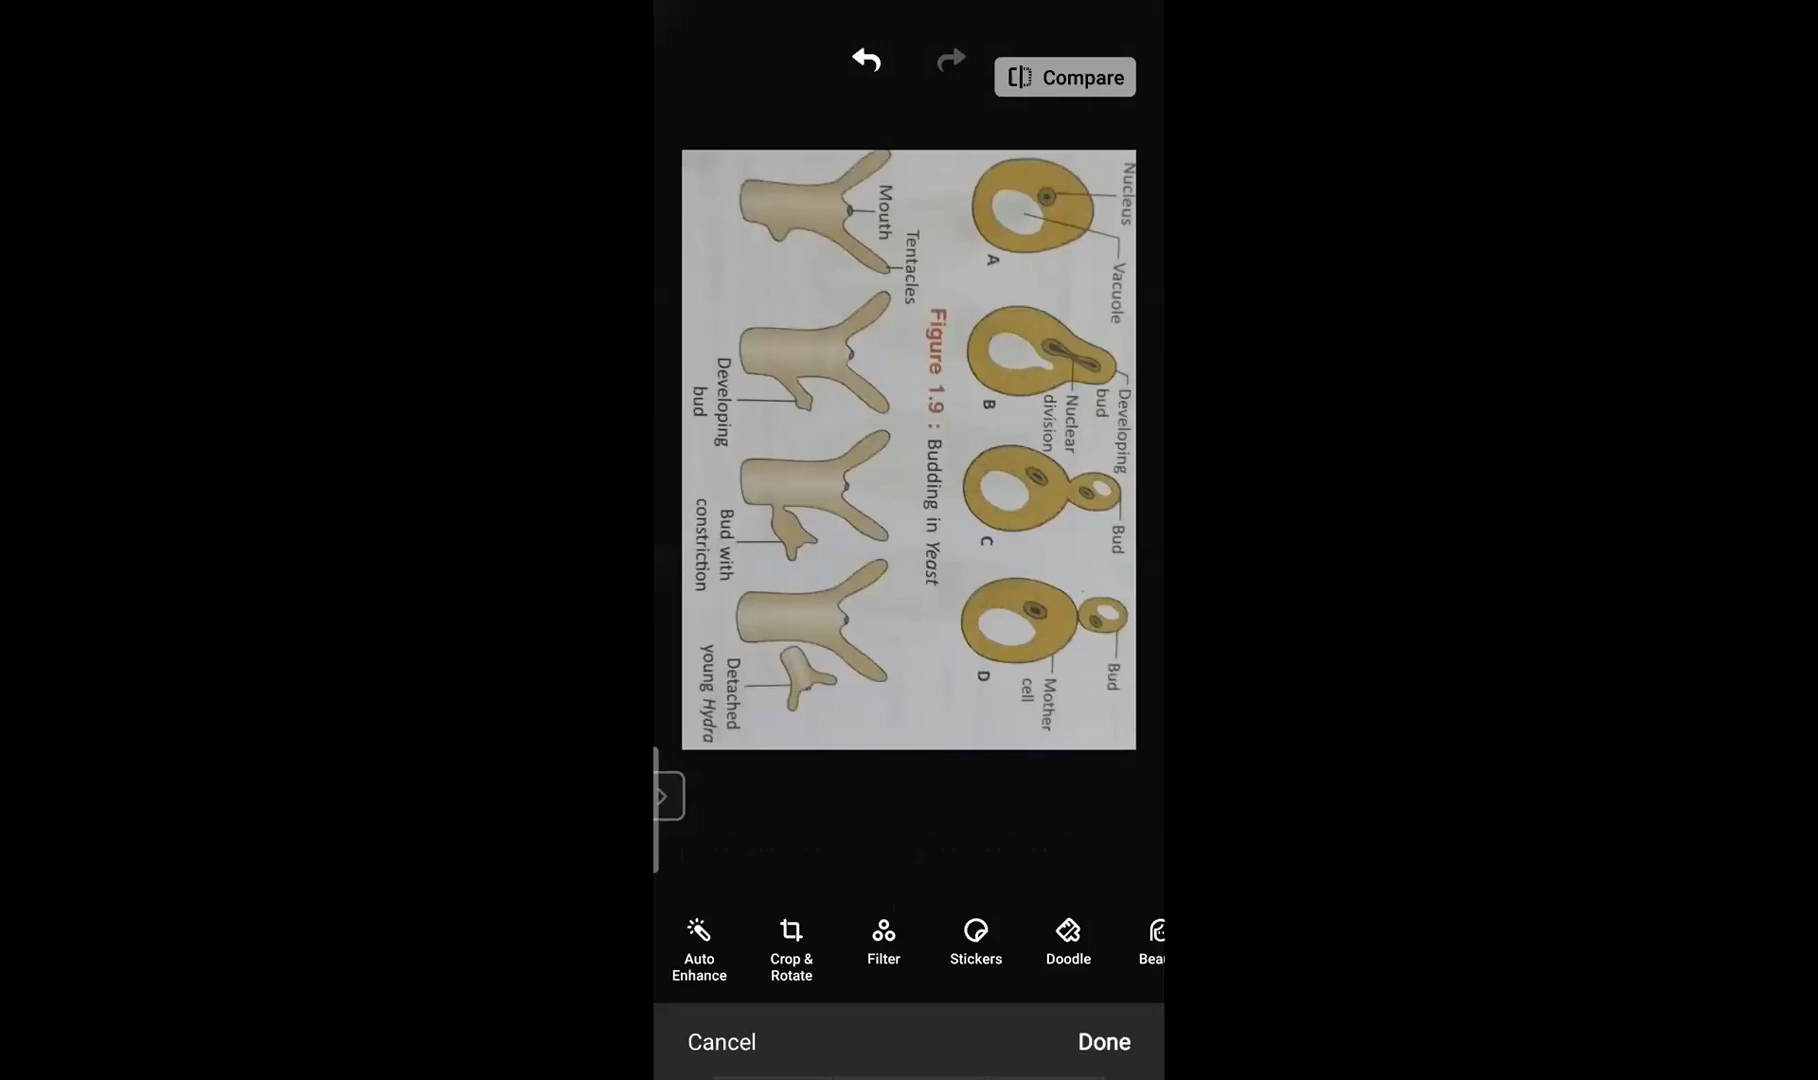 Compare
Nucleus
Vacuole
Developing
bud
Nuclear
division
Bud
Bud
Mother
cell
A
B
C
D
Figure 1.9 : Budding in Yeast
Tentacles
Mouth
Developing
bud
Bud with
constriction
Detached
young Hydra
Auto
Enhance
Crop &
Rotate
Filter
Stickers
Doodle
Cancel
Done